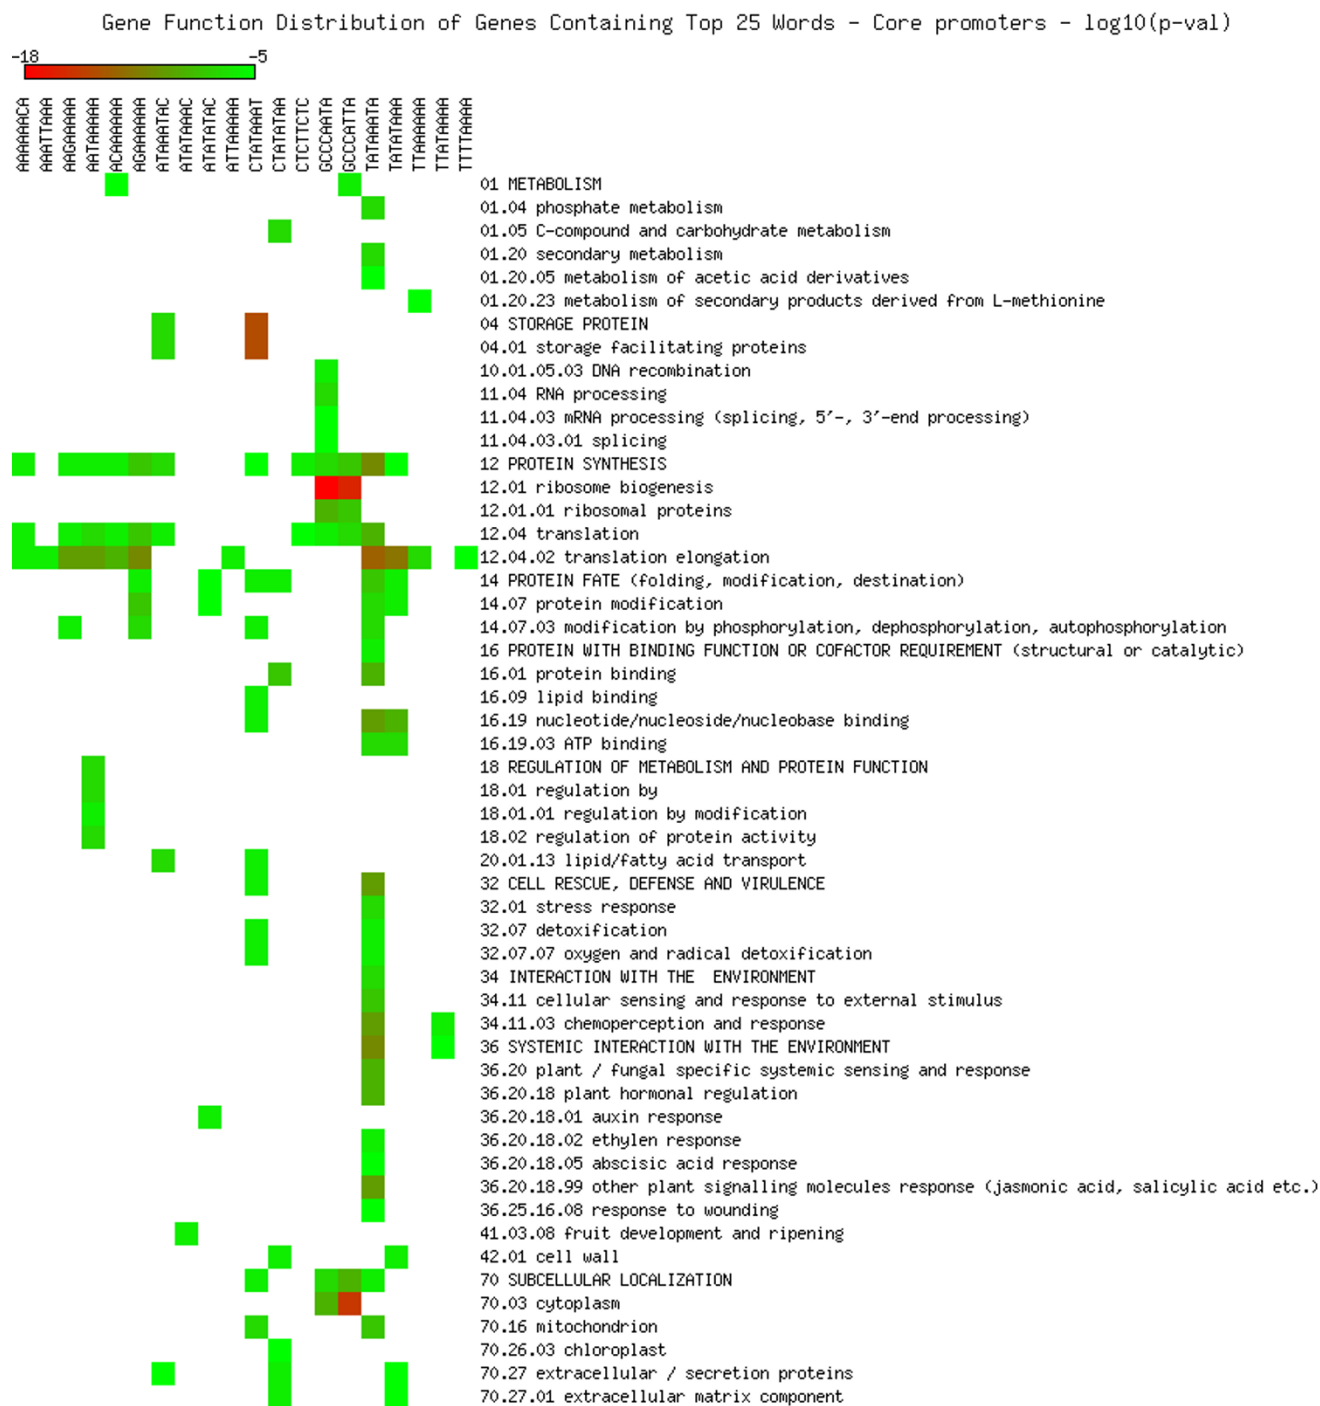 Gene Function Distribution of Genes Containing Top 25 Words - Core promoters - log10(p-val)
-18 -5
AAAAAACA
AAATTAAA
AAGAAAAA
AATAAAAA
ACAAAAAA
AGAAAAAA
ATAAATAC
ATATAAAC
ATATATAC
ATTAAAAA
CTATAAAT
CTATATAA
CTCTTCTC
GCCCAATA
GCCCATTA
TATAAATA
TATATAAA
TTAAAAAA
TTATAAAA
TTTTAAAA
01 METABOLISM
01.04 phosphate metabolism
01.05 C-compound and carbohydrate metabolism
01.20 secondary metabolism
01.20.05 metabolism of acetic acid derivatives
01.20.23 metabolism of secondary products derived from L-methionine
04 STORAGE PROTEIN
04.01 storage facilitating proteins
10.01.05.03 DNA recombination
11.04 RNA processing
11.04.03 mRNA processing (splicing, 5'-, 3'-end processing)
11.04.03.01 splicing
12 PROTEIN SYNTHESIS
12.01 ribosome biogenesis
12.01.01 ribosomal proteins
12.04 translation
12.04.02 translation elongation
14 PROTEIN FATE (folding, modification, destination)
14.07 protein modification
14.07.03 modification by phosphorylation, dephosphorylation, autophosphorylation
16 PROTEIN WITH BINDING FUNCTION OR COFACTOR REQUIREMENT (structural or catalytic)
16.01 protein binding
16.09 lipid binding
16.19 nucleotide/nucleoside/nucleobase binding
16.19.03 ATP binding
18 REGULATION OF METABOLISM AND PROTEIN FUNCTION
18.01 regulation by
18.01.01 regulation by modification
18.02 regulation of protein activity
20.01.13 lipid/fatty acid transport
32 CELL RESCUE, DEFENSE AND VIRULENCE
32.01 stress response
32.07 detoxification
32.07.07 oxygen and radical detoxification
34 INTERACTION WITH THE ENVIRONMENT
34.11 cellular sensing and response to external stimulus
34.11.03 chemoperception and response
36 SYSTEMIC INTERACTION WITH THE ENVIRONMENT
36.20 plant / fungal specific systemic sensing and response
36.20.18 plant hormonal regulation
36.20.18.01 auxin response
36.20.18.02 ethylen response
36.20.18.05 abscisic acid response
36.20.18.99 other plant signalling molecules response (jasmonic acid, salicylic acid etc.)
36.25.16.08 response to wounding
41.03.08 fruit development and ripening
42.01 cell wall
70 SUBCELLULAR LOCALIZATION
70.03 cytoplasm
70.16 mitochondrion
70.26.03 chloroplast
70.27 extracellular / secretion proteins
70.27.01 extracellular matrix component